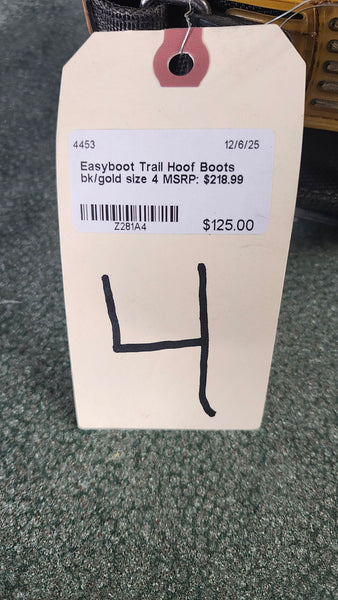 4453 12/6/25
Easyboot Trail Hoof Boots
bk/gold size 4 MSRP: $218.99
Z281A4 $125.00
4